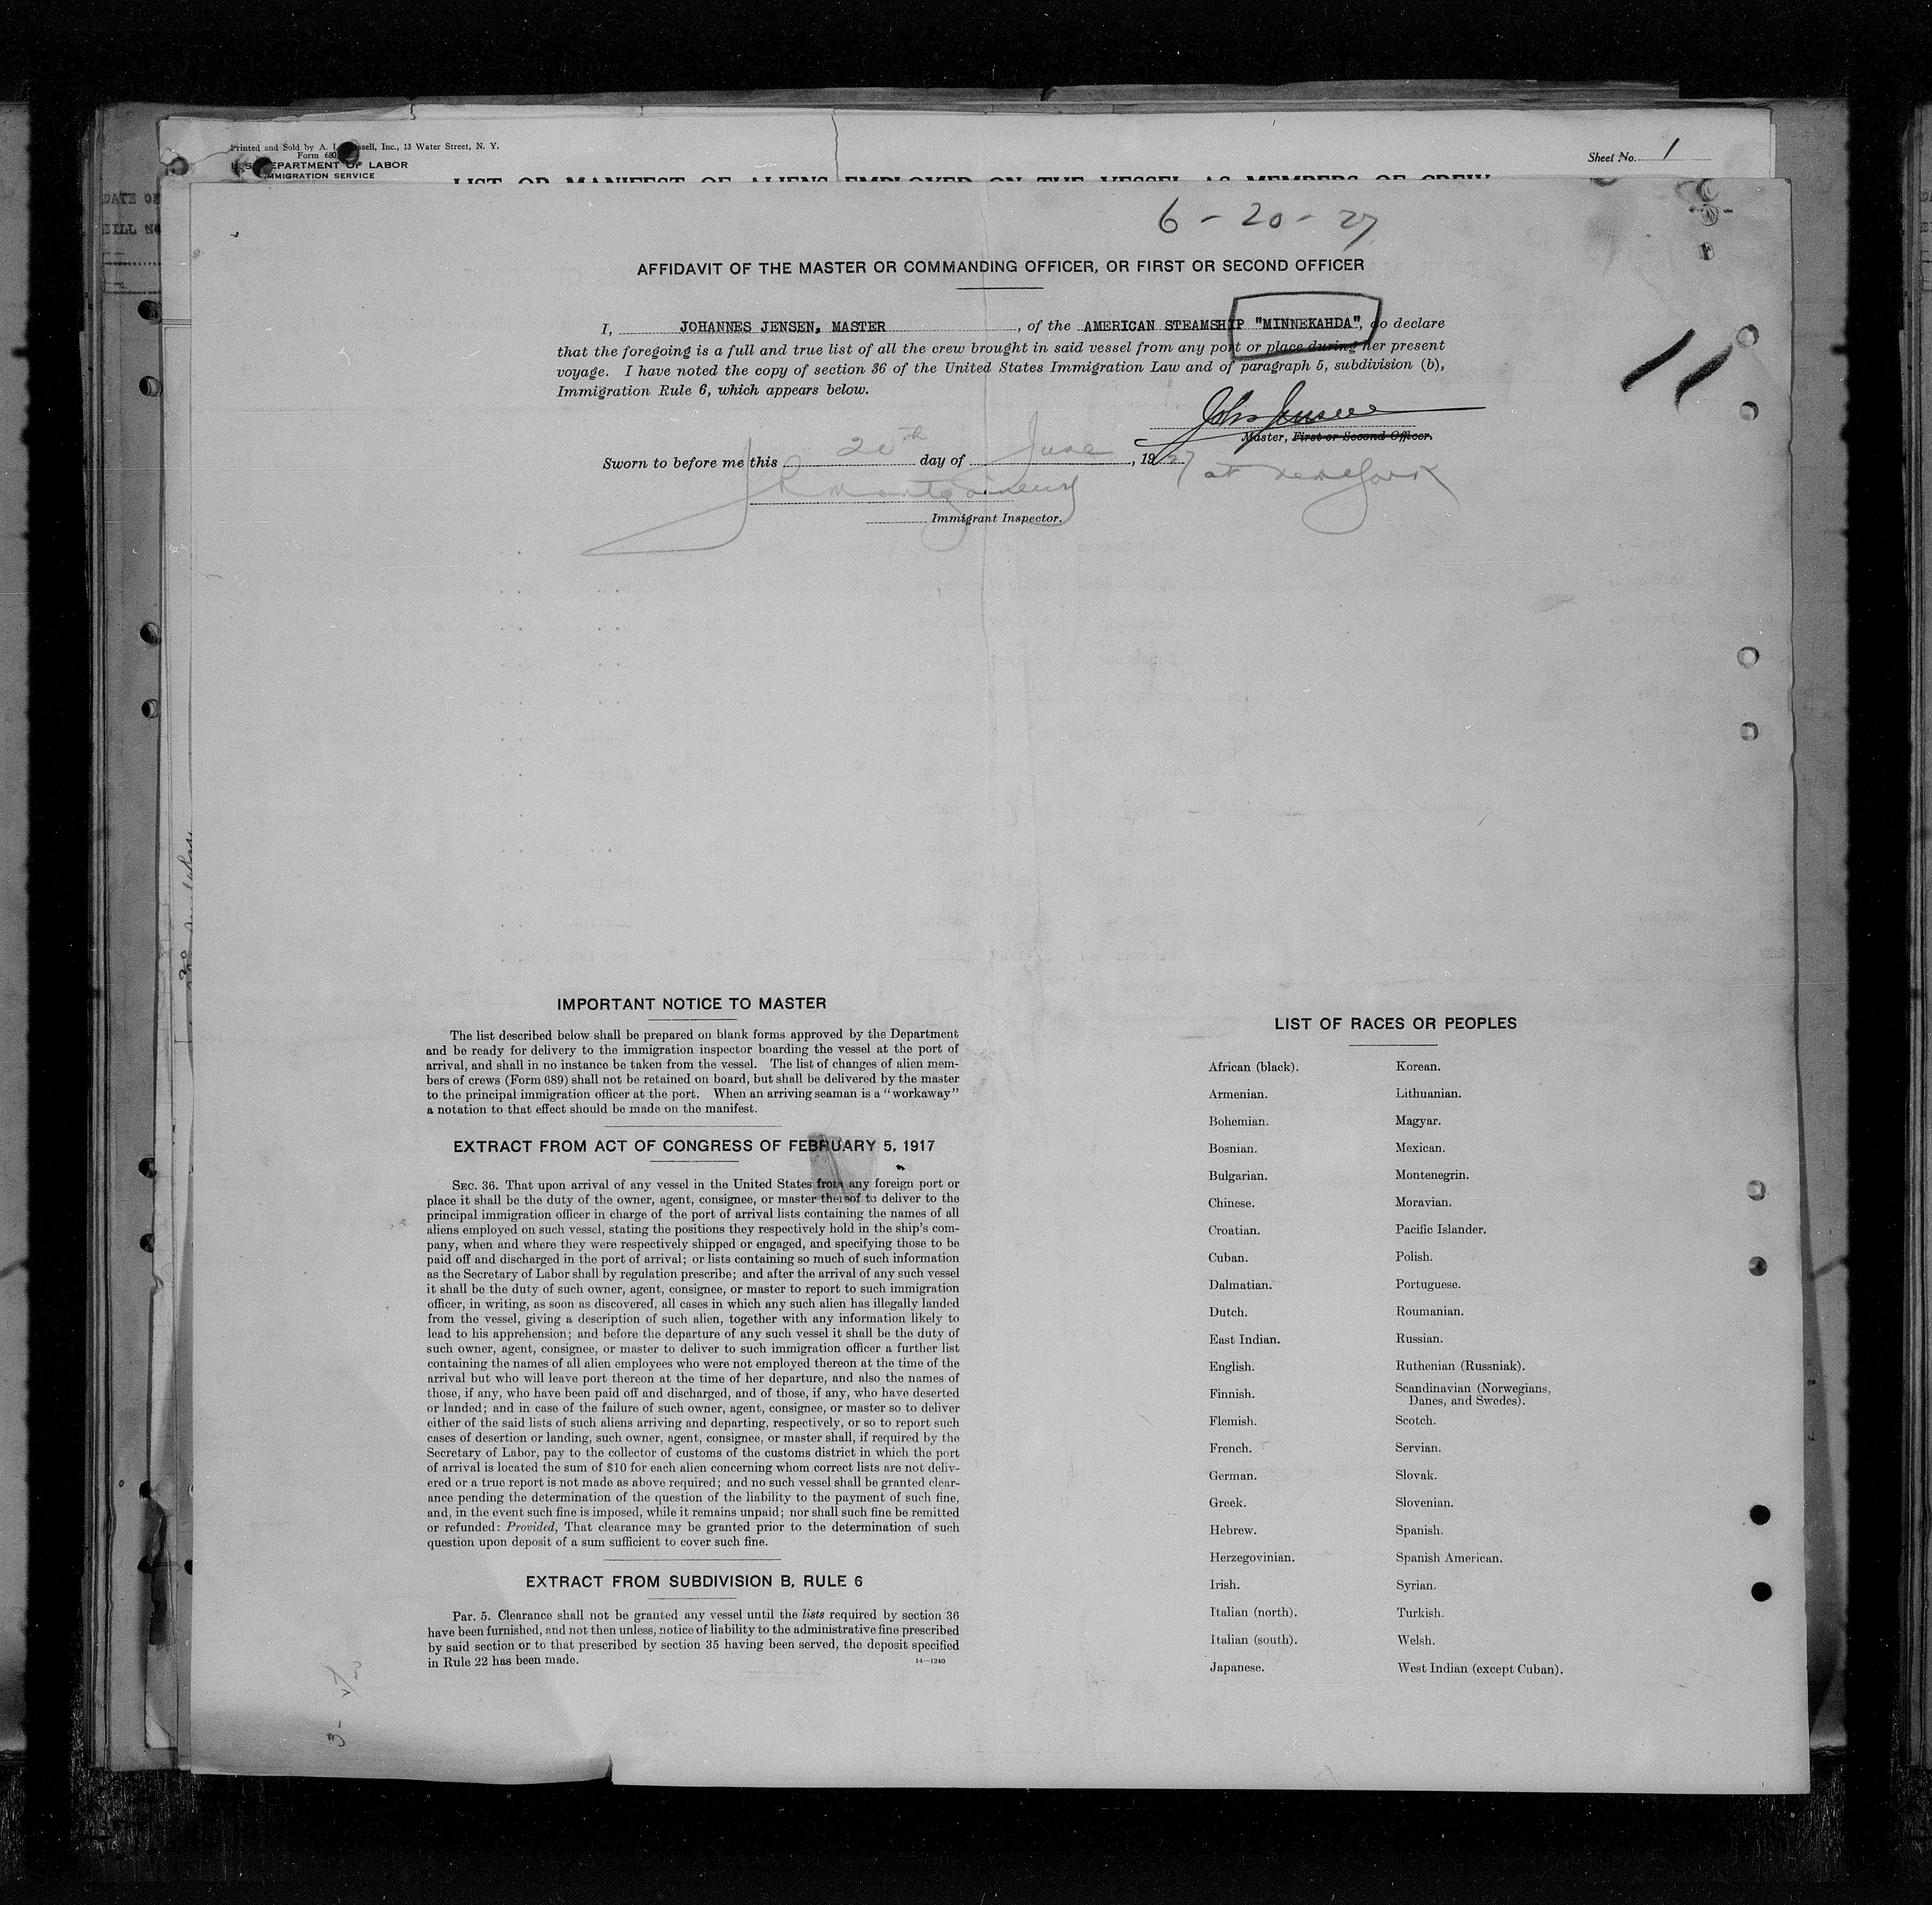 Printed and Sold by A. I. ssell, Inc., 13 Water Street, N. Y.
Form 680
U. S. DEPARTMENT OF LABOR
IMMIGRATION SERVICE
Sheet No. 1
LIST OR MANIFEST OF ALIENS EMPLOYED ON THE VESSEL AS MEMBERS OF CREW
6 - 20 - 27
AFFIDAVIT OF THE MASTER OR COMMANDING OFFICER, OR FIRST OR SECOND OFFICER
I, JOHANNES JENSEN, MASTER, of the AMERICAN STEAMSHIP "MINNEKAHDA", do declare
that the foregoing is a full and true list of all the crew brought in said vessel from any port or place during her present
voyage. I have noted the copy of section 36 of the United States Immigration Law and of paragraph 5, subdivision (b),
Immigration Rule 6, which appears below.
11
Joh Jensen
Master, First or Second Officer.
Sworn to before me this 20th day of June, 1927 at New York
Montgomery
Immigrant Inspector.
IMPORTANT NOTICE TO MASTER
The list described below shall be prepared on blank forms approved by the Department
and be ready for delivery to the immigration inspector boarding the vessel at the port of
arrival, and shall in no instance be taken from the vessel. The list of changes of alien mem-
bers of crews (Form 689) shall not be retained on board, but shall be delivered by the master
to the principal immigration officer at the port. When an arriving seaman is a "workaway"
a notation to that effect should be made on the manifest.
EXTRACT FROM ACT OF CONGRESS OF FEBRUARY 5, 1917
SEC. 36. That upon arrival of any vessel in the United States from any foreign port or
place it shall be the duty of the owner, agent, consignee, or master thereof to deliver to the
principal immigration officer in charge of the port of arrival lists containing the names of all
aliens employed on such vessel, stating the positions they respectively hold in the ship's com-
pany, when and where they were respectively shipped or engaged, and specifying those to be
paid off and discharged in the port of arrival; or lists containing so much of such information
as the Secretary of Labor shall by regulation prescribe; and after the arrival of any such vessel
it shall be the duty of such owner, agent, consignee, or master to report to such immigration
officer, in writing, as soon as discovered, all cases in which any such alien has illegally landed
from the vessel, giving a description of such alien, together with any information likely to
lead to his apprehension; and before the departure of any such vessel it shall be the duty of
such owner, agent, consignee, or master to deliver to such immigration officer a further list
containing the names of all alien employees who were not employed thereon at the time of the
arrival but who will leave port thereon at the time of her departure, and also the names of
those, if any, who have been paid off and discharged, and of those, if any, who have deserted
or landed; and in case of the failure of such owner, agent, consignee, or master so to deliver
either of the said lists of such aliens arriving and departing, respectively, or so to report such
cases of desertion or landing, such owner, agent, consignee, or master shall, if required by the
Secretary of Labor, pay to the collector of customs of the customs district in which the port
of arrival is located the sum of $10 for each alien concerning whom correct lists are not deliv-
ered or a true report is not made as above required; and no such vessel shall be granted clear-
ance pending the determination of the question of the liability to the payment of such fine,
and, in the event such fine is imposed, while it remains unpaid; nor shall such fine be remitted
or refunded: Provided, That clearance may be granted prior to the determination of such
question upon deposit of a sum sufficient to cover such fine.
EXTRACT FROM SUBDIVISION B, RULE 6
Par. 5. Clearance shall not be granted any vessel until the lists required by section 36
have been furnished, and not then unless, notice of liability to the administrative fine prescribed
by said section or to that prescribed by section 35 having been served, the deposit specified
in Rule 22 has been made.
14—1240
LIST OF RACES OR PEOPLES
African (black).
Armenian.
Bohemian.
Bosnian.
Bulgarian.
Chinese.
Croatian.
Cuban.
Dalmatian.
Dutch.
East Indian.
English.
Finnish.
Flemish.
French.
German.
Greek.
Hebrew.
Herzegovinian.
Irish.
Italian (north).
Italian (south).
Japanese.
Korean.
Lithuanian.
Magyar.
Mexican.
Montenegrin.
Moravian.
Pacific Islander.
Polish.
Portuguese.
Roumanian.
Russian.
Ruthenian (Russniak).
Scandinavian (Norwegians,
Danes, and Swedes).
Scotch.
Servian.
Slovak.
Slovenian.
Spanish.
Spanish American.
Syrian.
Turkish.
Welsh.
West Indian (except Cuban).